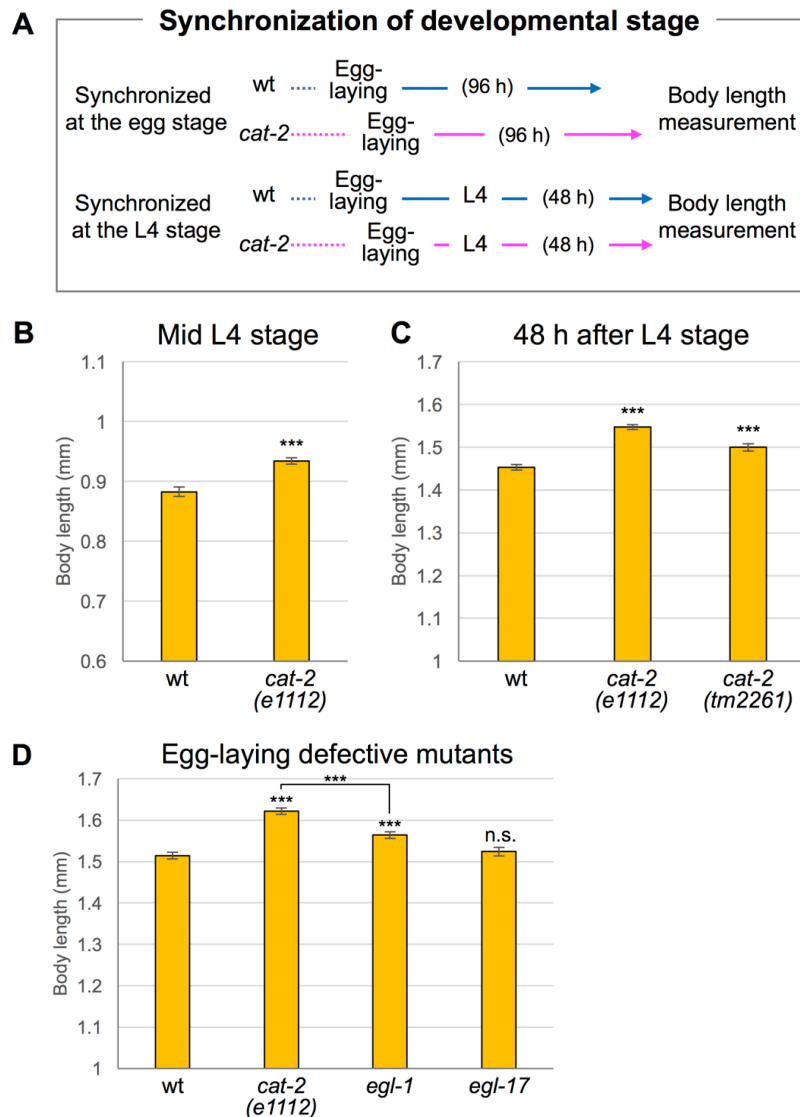 A
Synchronization of developmental stage
Synchronized
at the egg stage
wt
Egg-
laying
(96 h)
cat-2
Egg-
laying
(96 h)
Body length
measurement
Synchronized
at the L4 stage
wt
Egg-
laying
L4
(48 h)
cat-2
Egg-
laying
L4
(48 h)
Body length
measurement
B
Mid L4 stage
Body length (mm)
1.1
1
0.9
0.8
0.7
0.6
***
wt
cat-2
(e1112)
C
48 h after L4 stage
Body length (mm)
1.7
1.6
1.5
1.4
1.3
1.2
1.1
1
***
***
wt
cat-2
(e1112)
cat-2
(tm2261)
D
Egg-laying defective mutants
Body length (mm)
1.7
1.6
1.5
1.4
1.3
1.2
1.1
1
***
***
***
n.s.
wt
cat-2
(e1112)
egl-1
egl-17